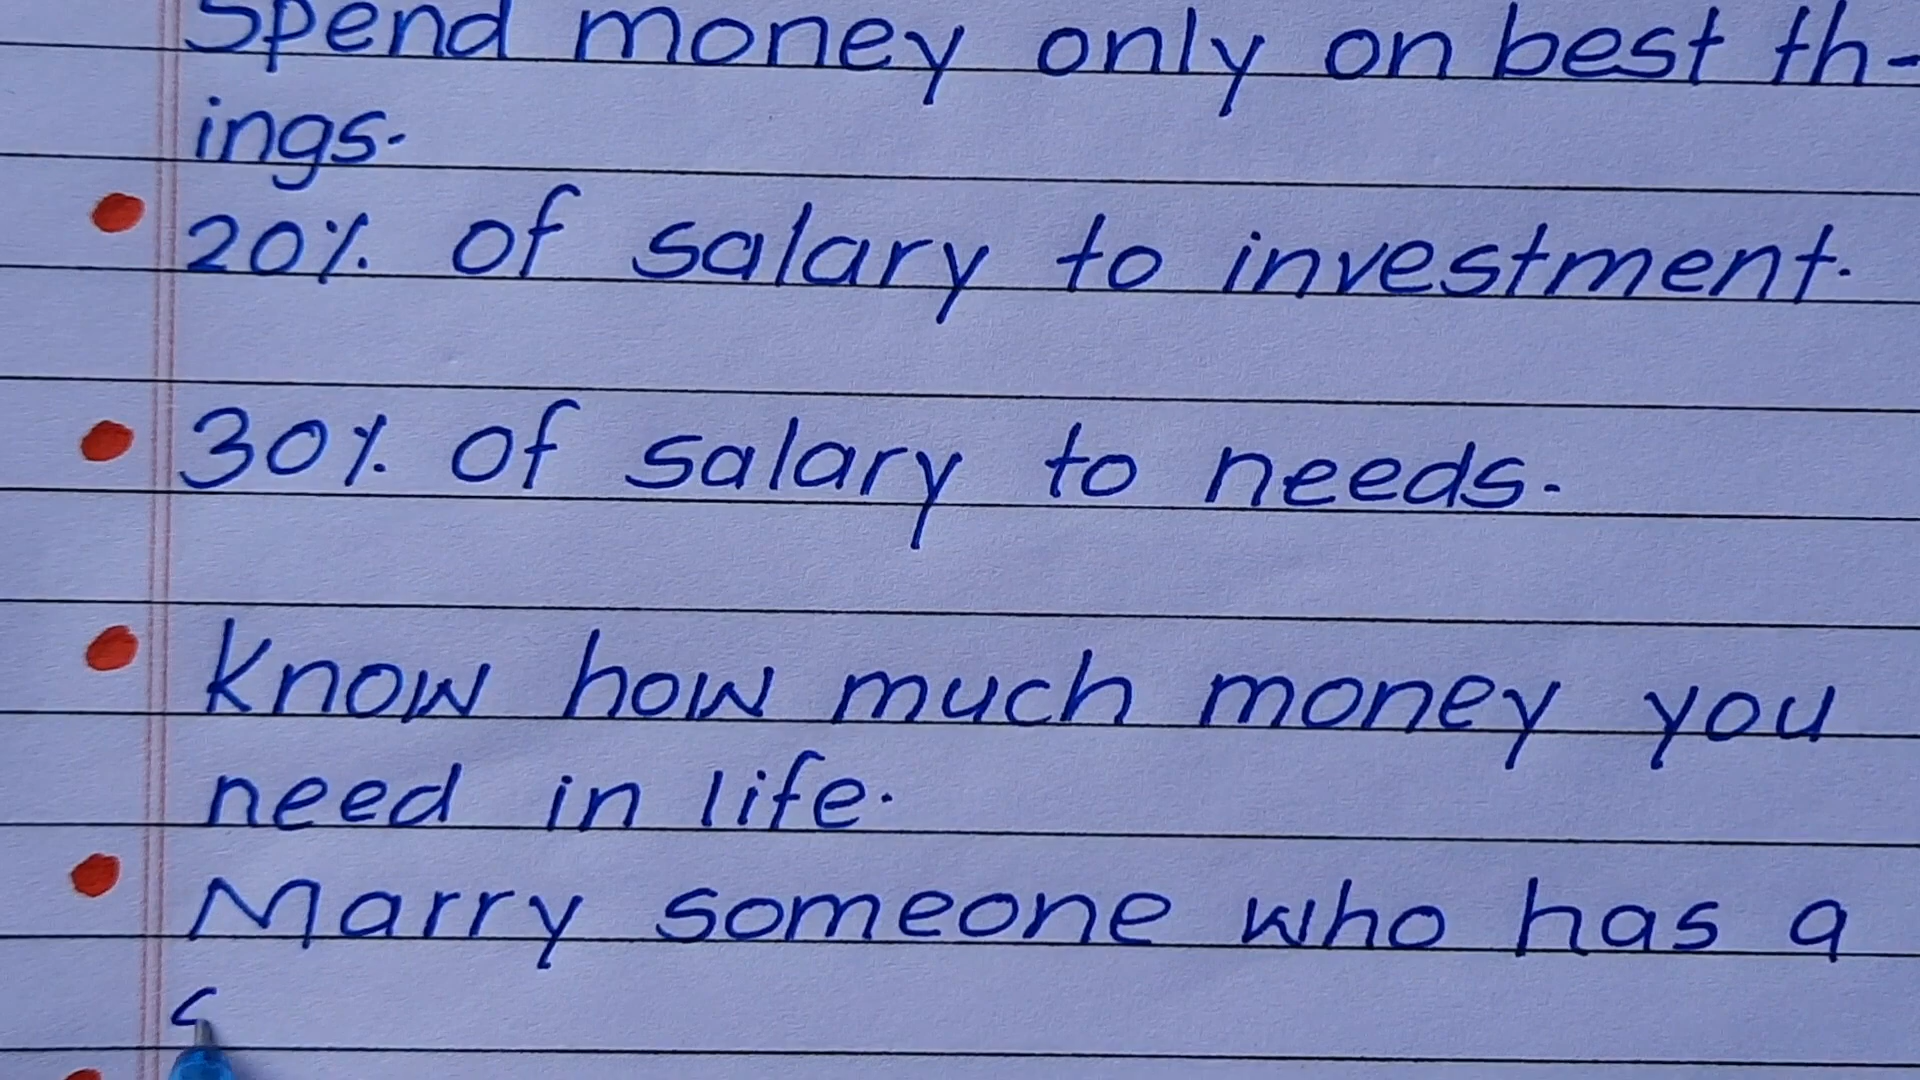 Spend money only on best th-
ings.
20% of salary to investment.
30% of salary to needs.
Know how much money you
need in life.
Marry someone who has a